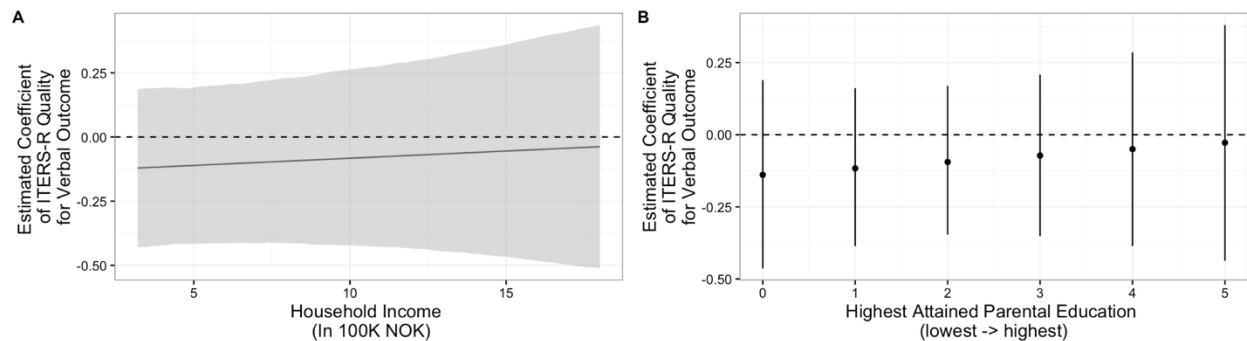 A
Estimated Coefficient
of ITERS-R Quality
for Verbal Outcome
0.25
0.00
-0.25
-0.50
5
10
15
Household Income
(In 100K NOK)
B
Estimated Coefficient
of ITERS-R Quality
for Verbal Outcome
0.25
0.00
-0.25
-0.50
0
1
2
3
4
5
Highest Attained Parental Education
(lowest -> highest)